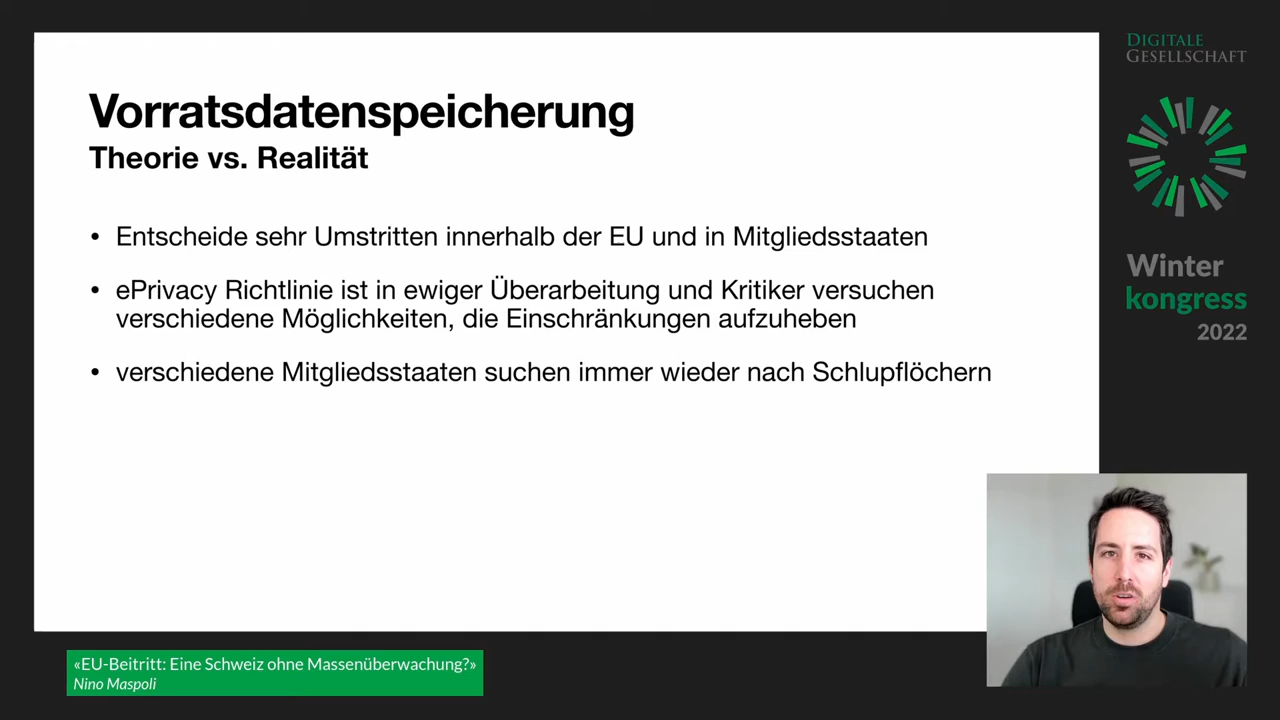 Vorratsdatenspeicherung
Theorie vs. Realität
• Entscheide sehr Umstritten innerhalb der EU und in Mitgliedsstaaten
• ePrivacy Richtlinie ist in ewiger Überarbeitung und Kritiker versuchen
verschiedene Möglichkeiten, die Einschränkungen aufzuheben
• verschiedene Mitgliedsstaaten suchen immer wieder nach Schlupflöchern
DIGITALE
GESELLSCHAFT
Winter
kongress
2022
«EU-Beitritt: Eine Schweiz ohne Massenüberwachung?»
Nino Maspoli